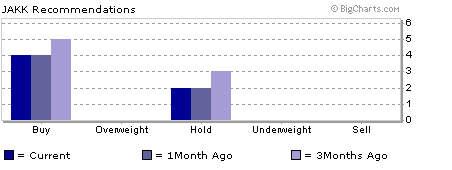 JAKK Recommendations © BigCharts.com
6
5
4
3
2
1
0
Buy Overweight Hold Underweight Sell
= Current = 1Month Ago = 3Months Ago